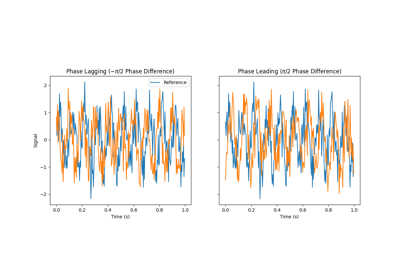 Phase Lagging (−π/2 Phase Difference)
Phase Leading (π/2 Phase Difference)
Reference
Signal
2
1
0
−1
−2
0.0 0.2 0.4 0.6 0.8 1.0
0.0 0.2 0.4 0.6 0.8 1.0
Time (s)
Time (s)